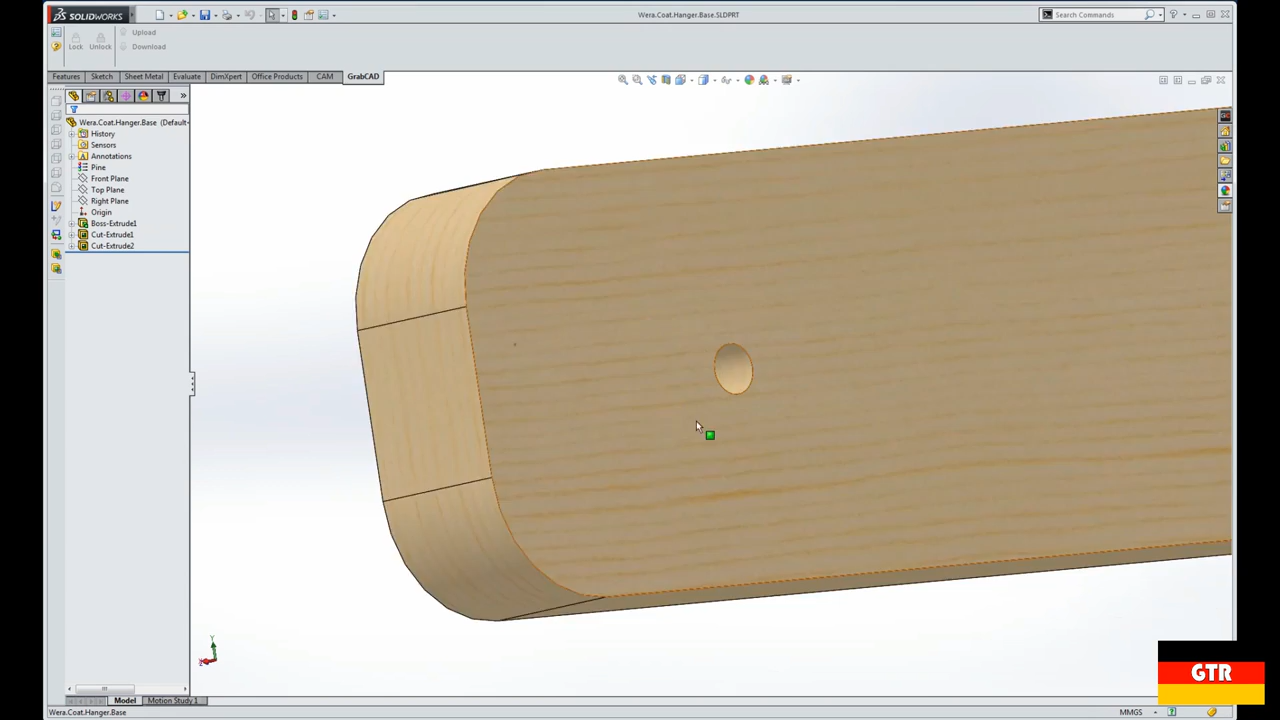 SOLIDWORKS
Wera.Coat.Hanger.Base.SLDPRT
Search Commands
Lock
Unlock
Upload
Download
Features
Sketch
Sheet Metal
Evaluate
DimXpert
Office Products
CAM
GrabCAD
Wera.Coat.Hanger.Base (Default
History
Sensors
Annotations
Pine
Front Plane
Top Plane
Right Plane
Origin
Boss-Extrude1
Cut-Extrude1
Cut-Extrude2
Y
GTR
Model
Motion Study 1
Wera.Coat.Hanger.Base
MMGS